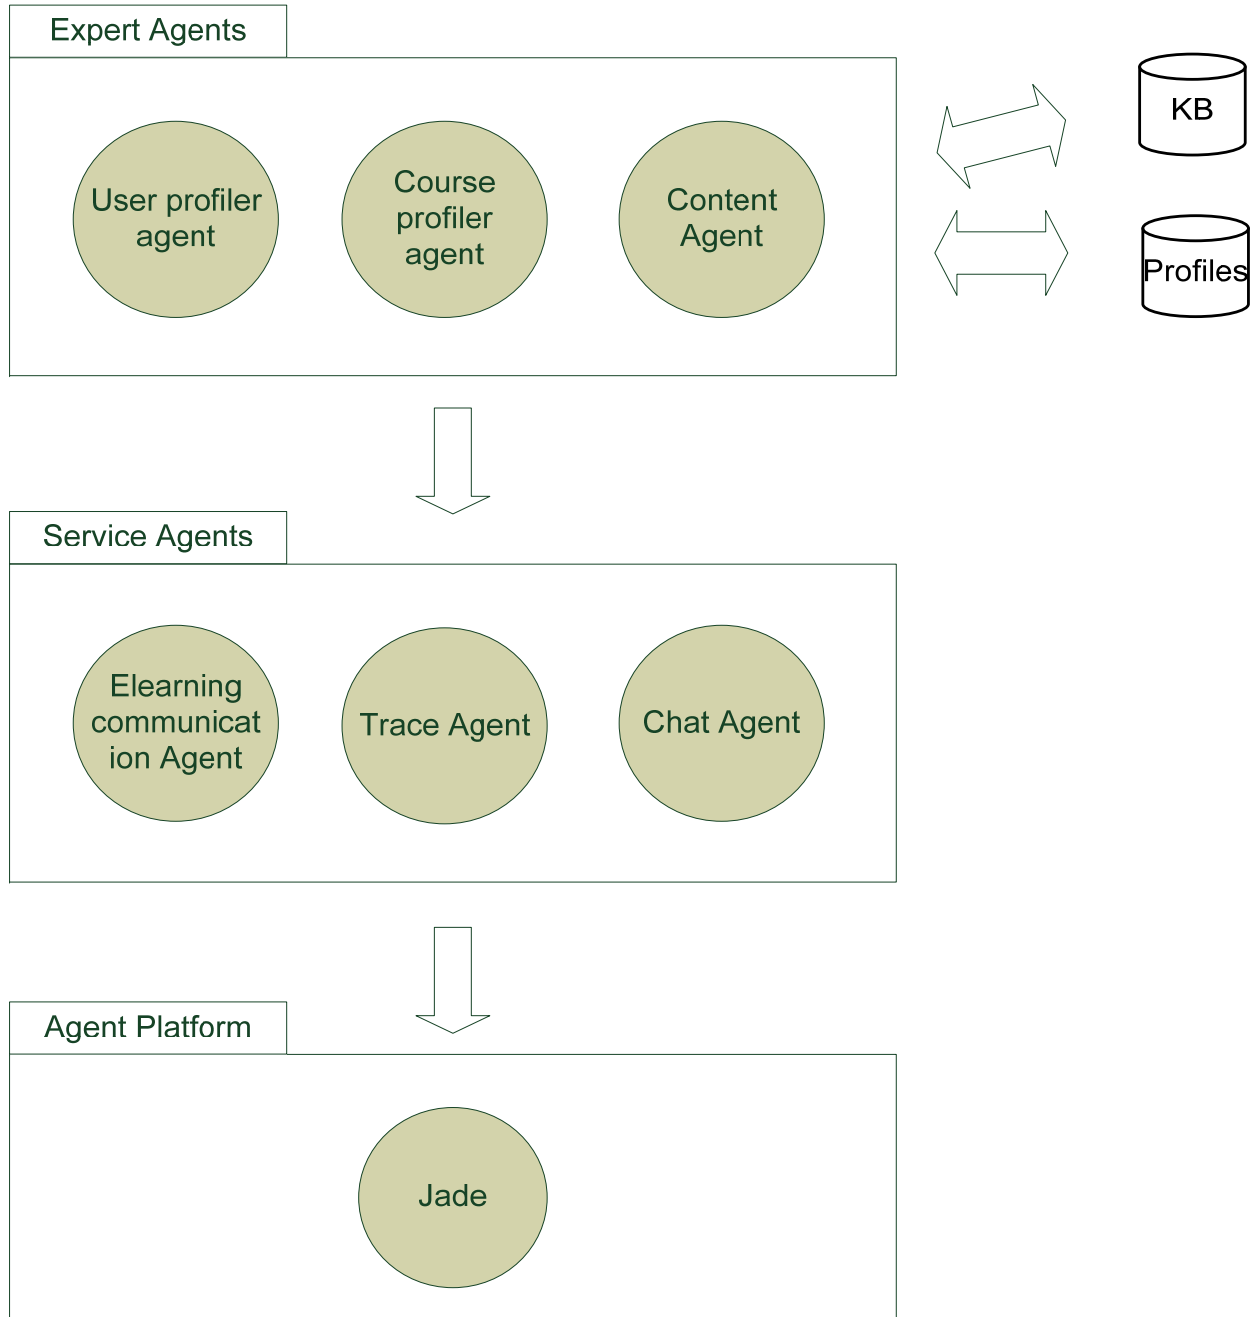 Expert Agents
KB
User profiler
agent
Course
profiler
agent
Content
Agent
Profiles
Service Agents
Elearning
communicat
ion Agent
Trace Agent
Chat Agent
Agent Platform
Jade